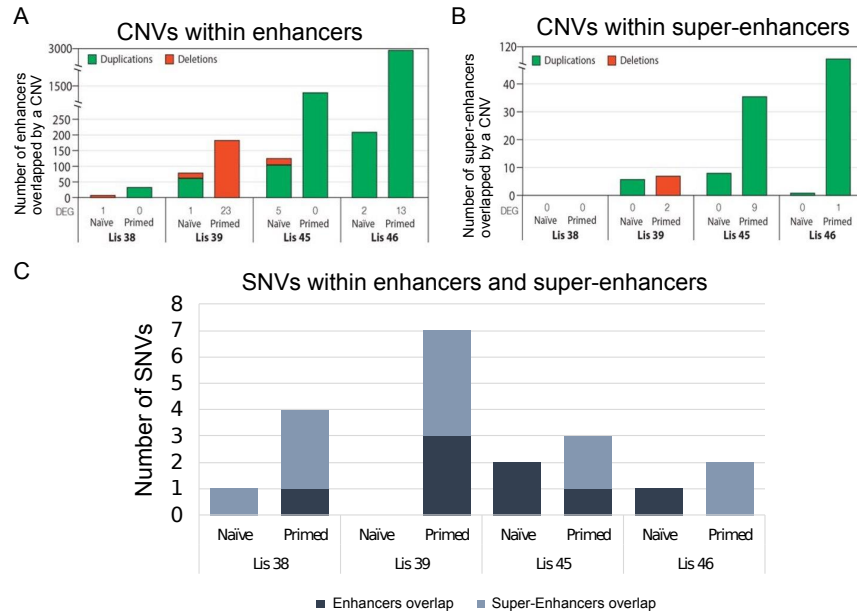 A
CNVs within enhancers
Number of enhancers
overlapped by a CNV
3000
1500
250
200
150
100
50
0
Duplications
Deletions
DEG
1
0
1
23
5
0
2
13
Naïve
Primed
Naïve
Primed
Naïve
Primed
Naïve
Primed
Lis 38
Lis 39
Lis 45
Lis 46
B
CNVs within super-enhancers
Number of super-enhancers
overlapped by a CNV
120
40
30
20
10
0
Duplications
Deletions
DEG
0
0
0
2
0
9
0
1
Naïve
Primed
Naïve
Primed
Naïve
Primed
Naïve
Primed
Lis 38
Lis 39
Lis 45
Lis 46
C
SNVs within enhancers and super-enhancers
Number of SNVs
8
7
6
5
4
3
2
1
0
Naïve
Primed
Naïve
Primed
Naïve
Primed
Naïve
Primed
Lis 38
Lis 39
Lis 45
Lis 46
Enhancers overlap
Super-Enhancers overlap